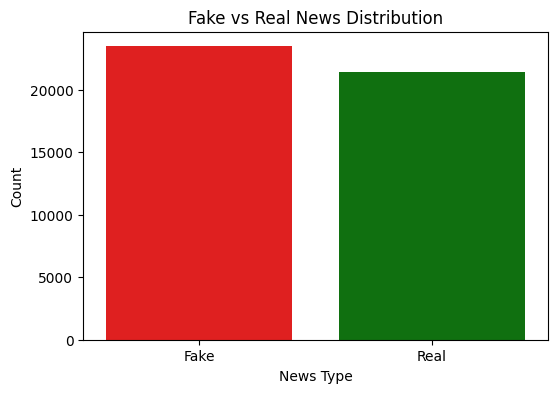 Fake vs Real News Distribution
20000
15000
10000
5000
0
Count
Fake Real
News Type